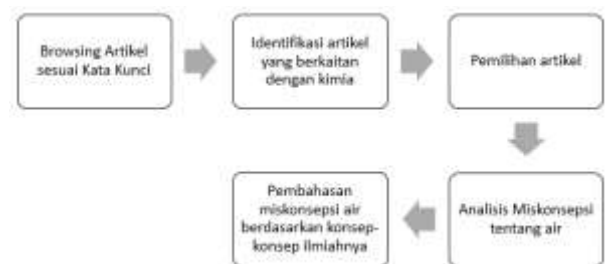 Browsing Artikel
sesuai Kata Kunci
Identifikasi artikel
yang berkaitan
dengan kimia
Pemilihan artikel
Analisis Miskonsepsi
tentang air
Pembahasan
miskonsepsi air
berdasarkan konsep-
konsep ilmiahnya